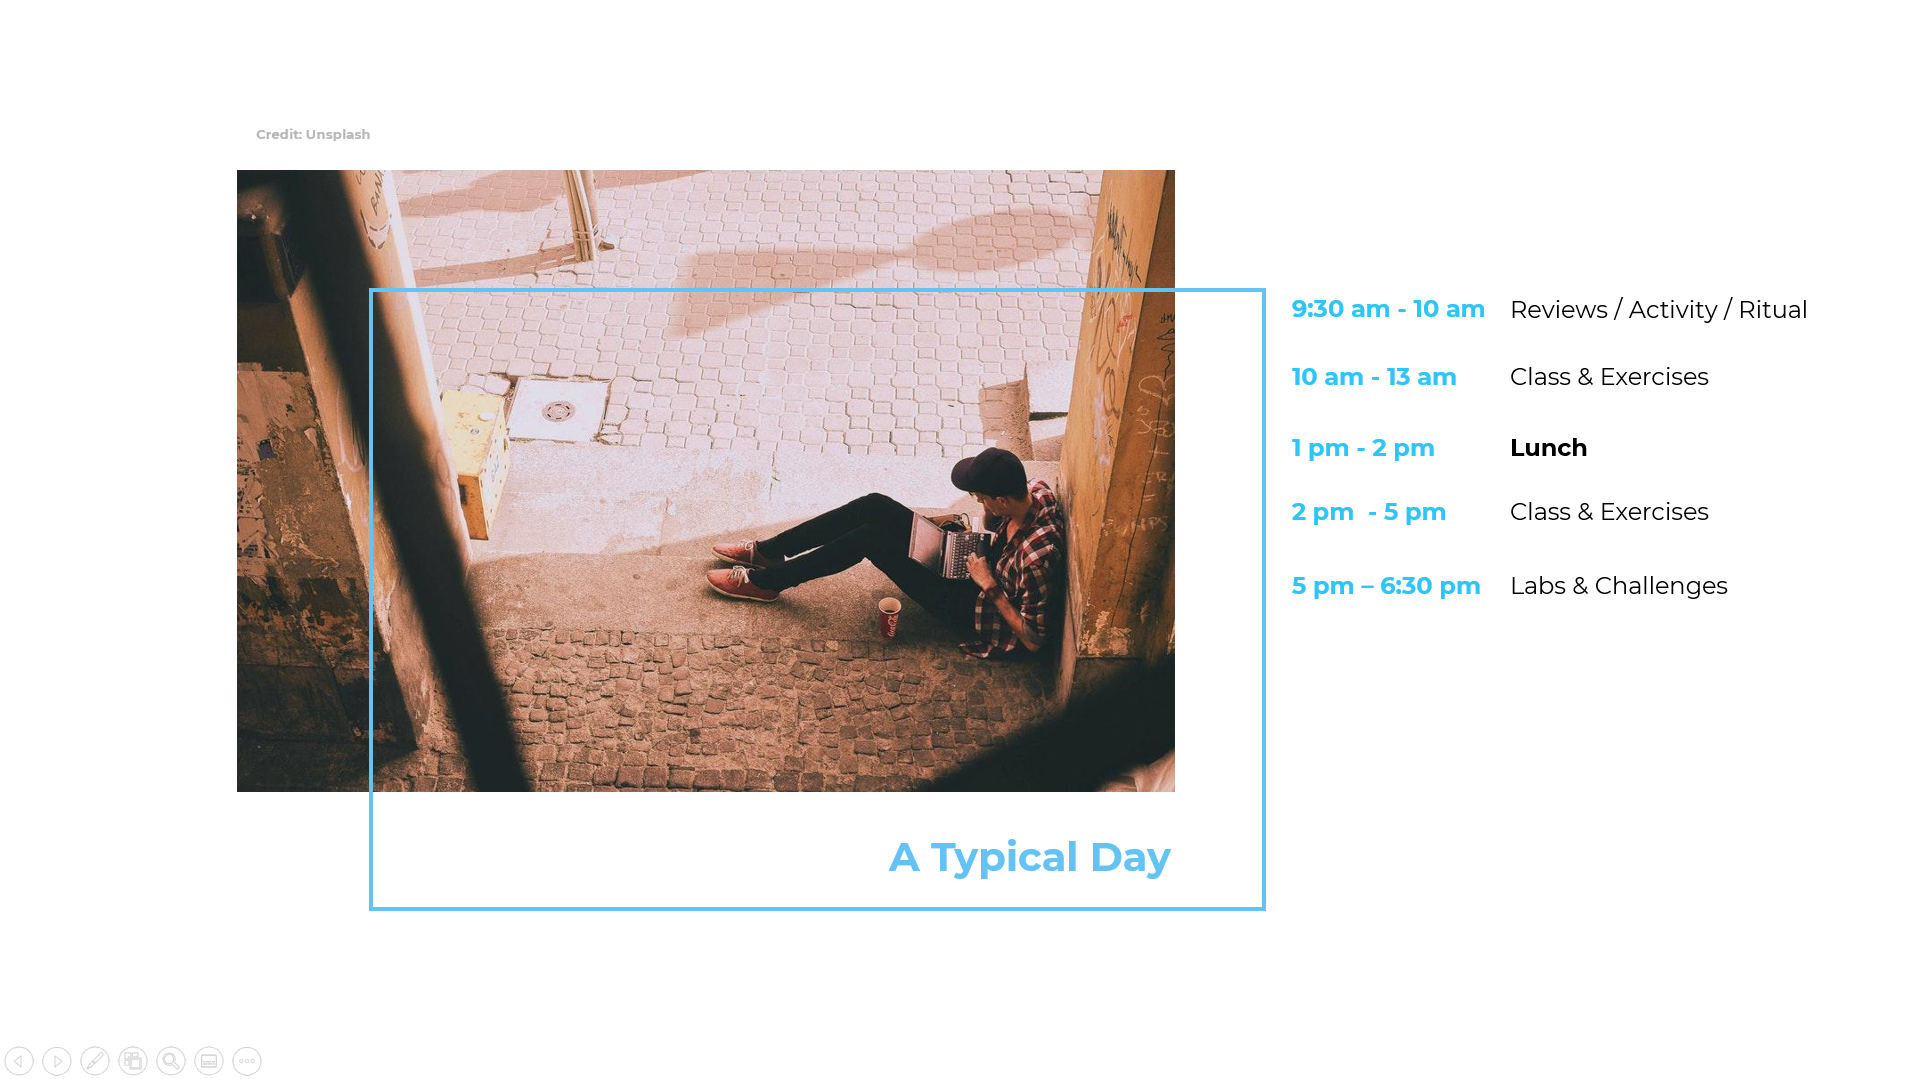 Credit: Unsplash
9:30 am - 10 am Reviews / Activity / Ritual
10 am - 13 am Class & Exercises
1 pm - 2 pm Lunch
2 pm  - 5 pm Class & Exercises
5 pm – 6:30 pm Labs & Challenges
A Typical Day